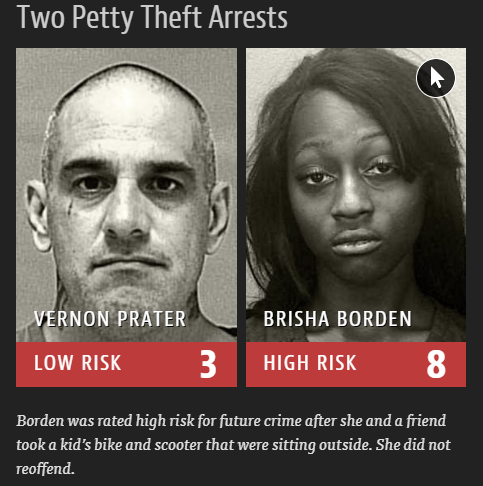 Two Petty Theft Arrests
VERNON PRATER
BRISHA BORDEN
LOW RISK 3
HIGH RISK 8
Borden was rated high risk for future crime after she and a friend
took a kid's bike and scooter that were sitting outside. She did not
reoffend.